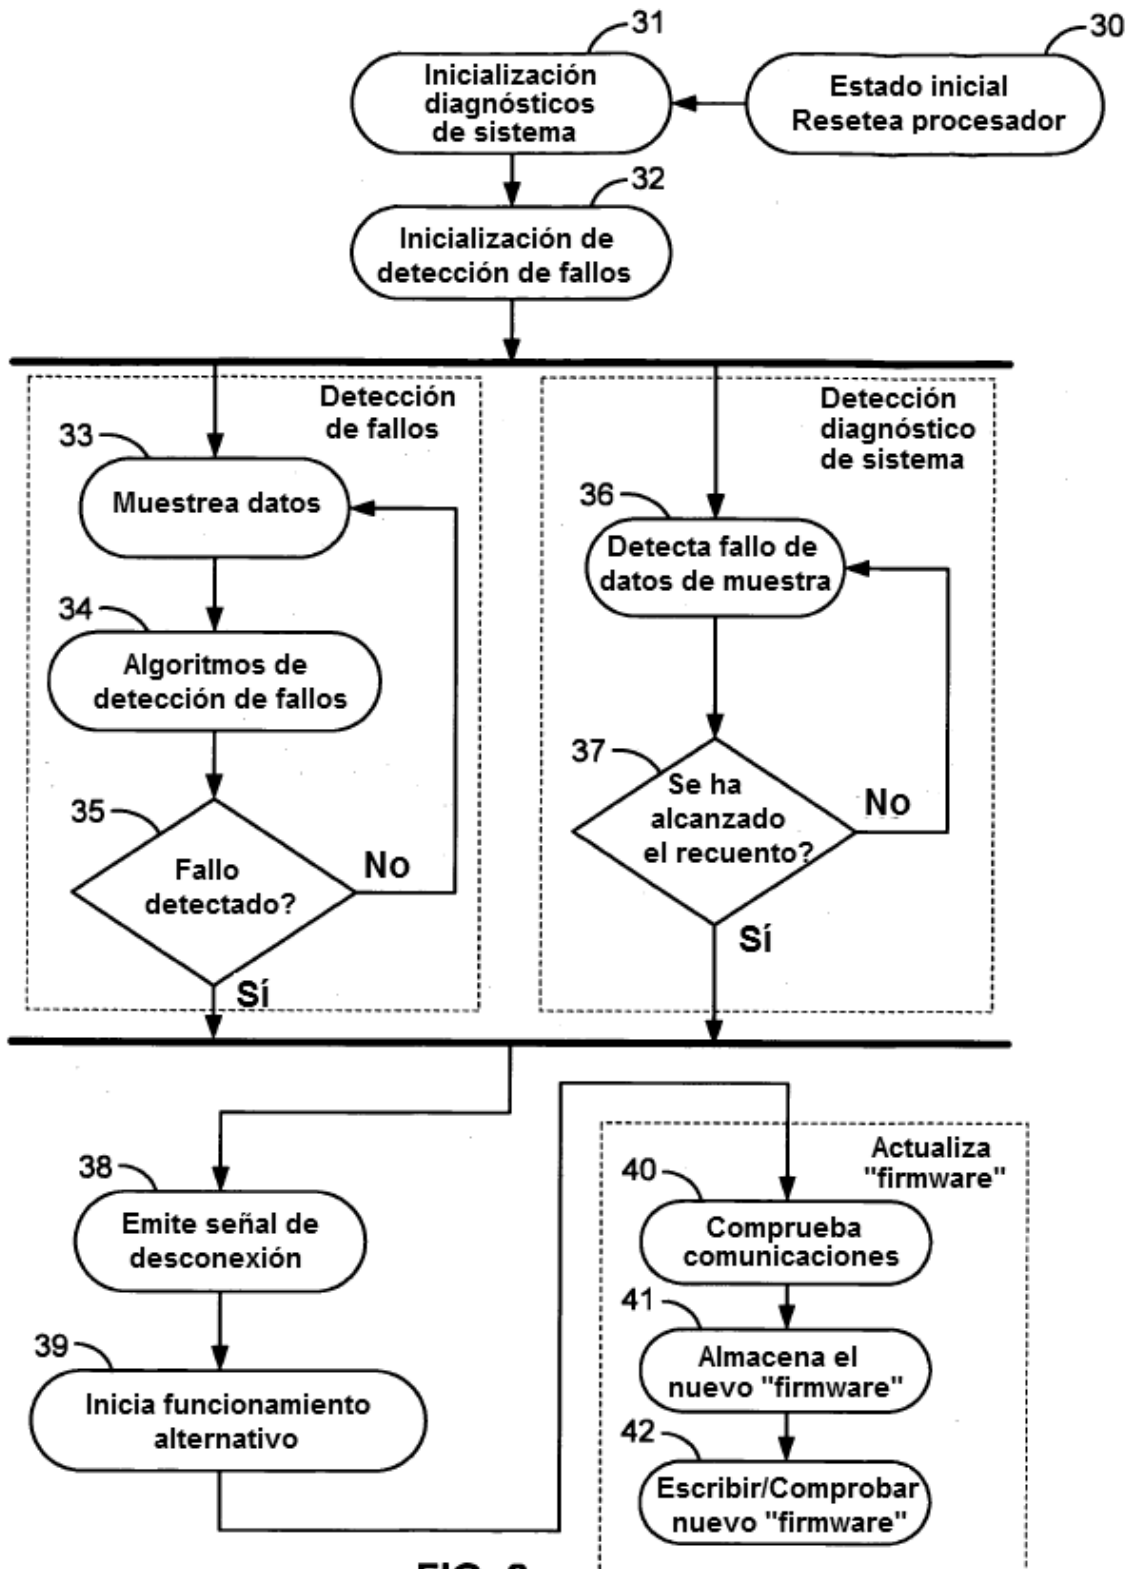 31
30
Inicialización
diagnósticos
de sistema
Estado inicial
Resetea procesador
32
Inicialización de
detección de fallos
Detección
de fallos
33
Muestrea datos
34
Algoritmos de
detección de fallos
35
Fallo
detectado?
No
Sí
Detección
diagnóstico
de sistema
36
Detecta fallo de
datos de muestra
37
Se ha
alcanzado
el recuento?
No
Sí
38
Emite señal de
desconexión
39
Inicia funcionamiento
alternativo
Actualiza
"firmware"
40
Comprueba
comunicaciones
41
Almacena el
nuevo "firmware"
42
Escribir/Comprobar
nuevo "firmware"